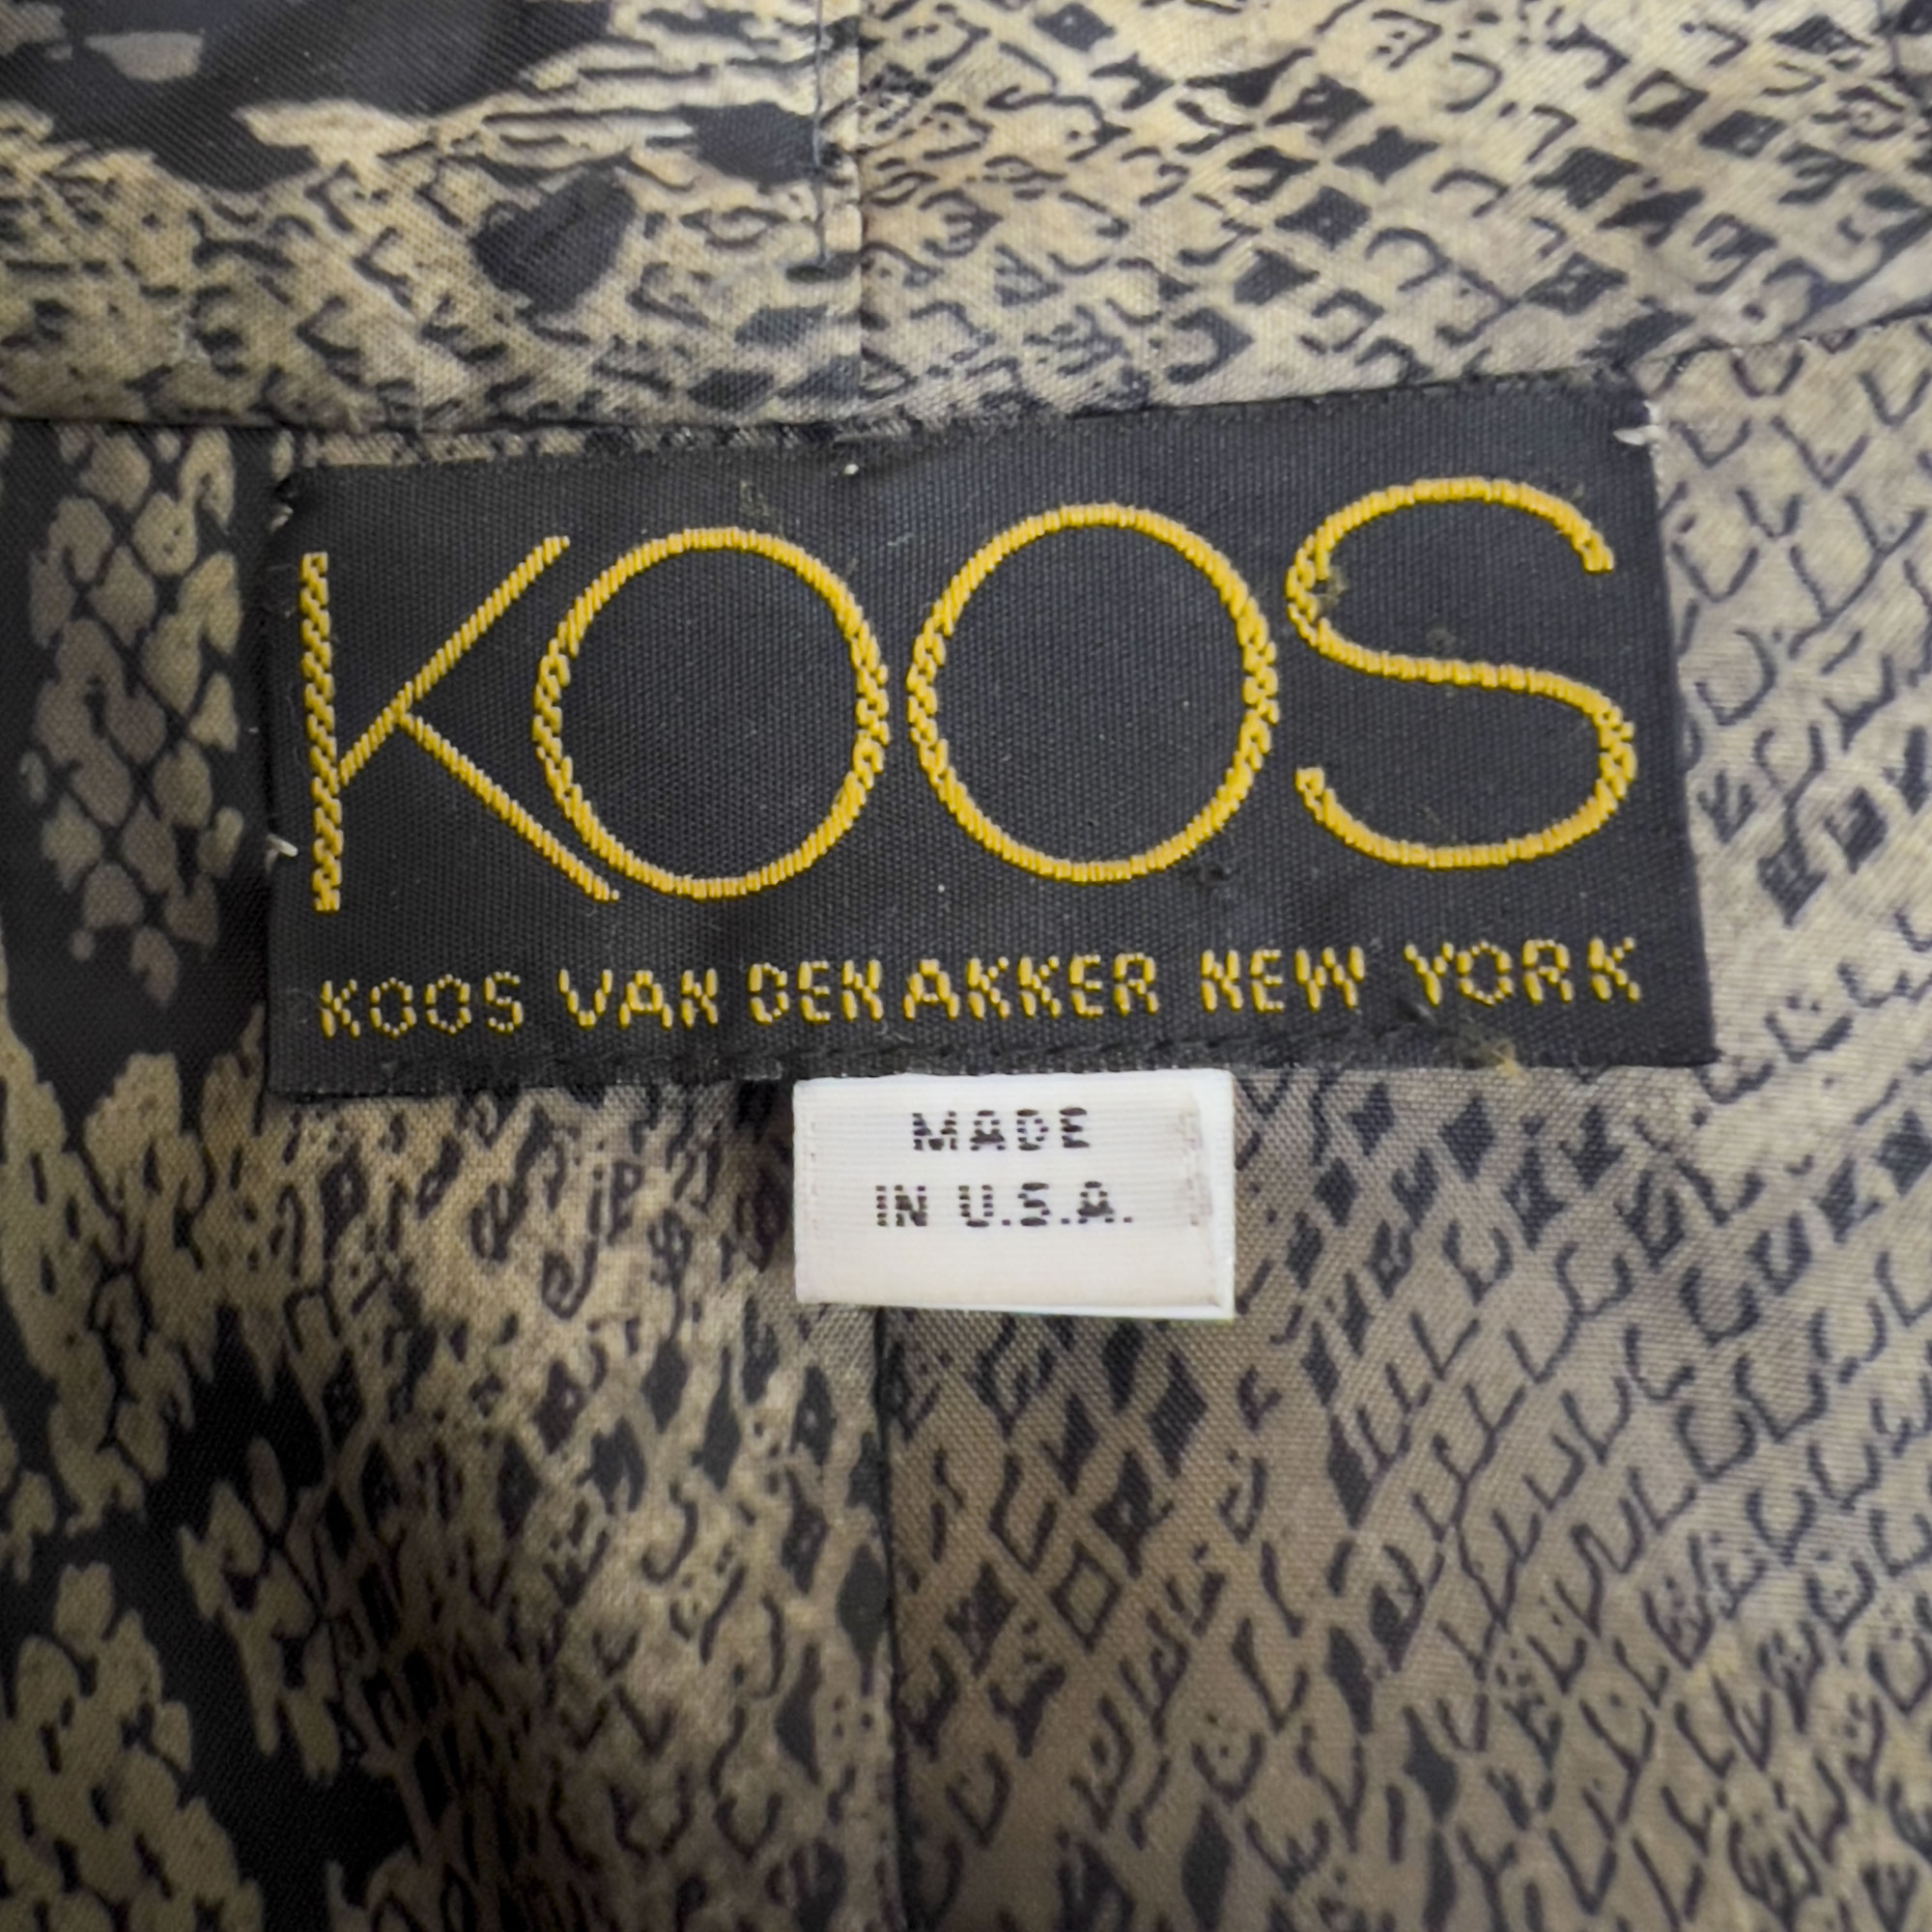 KOOS
KOOS VAN DEN AKKER NEW YORK
MADE
IN U.S.A.